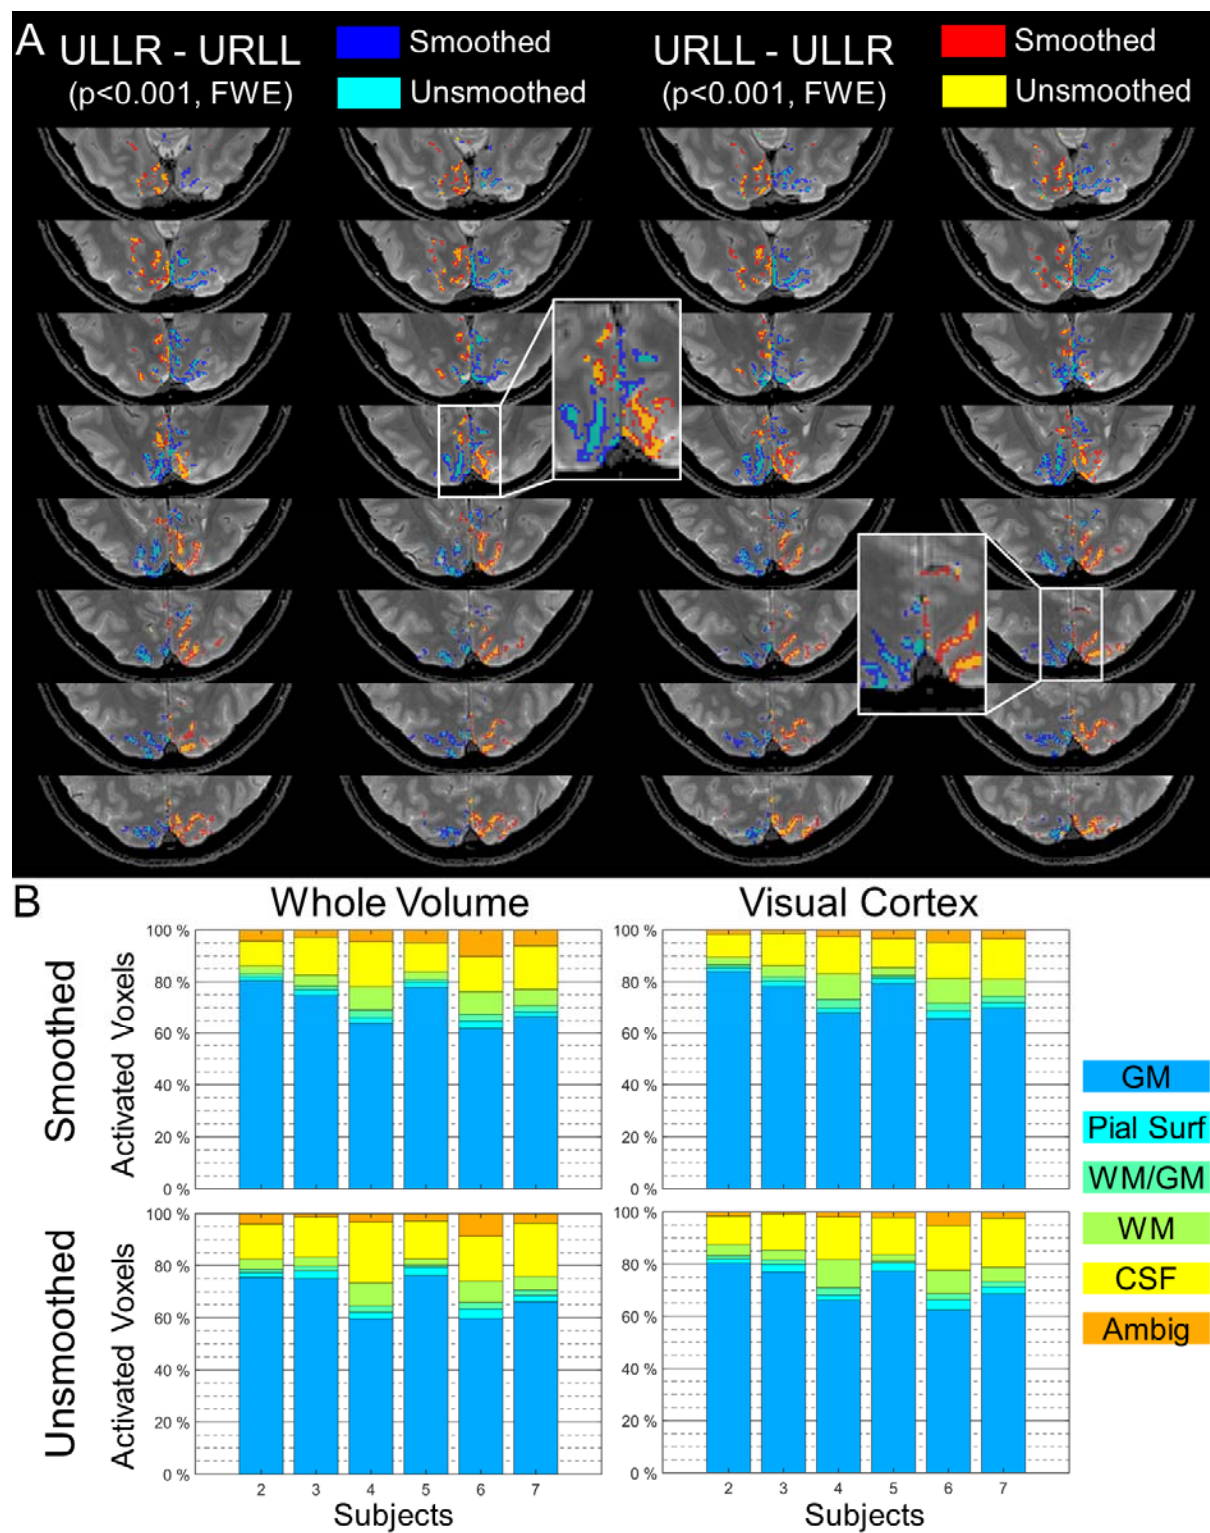 A
ULLR - URLL
(p<0.001, FWE)
Smoothed
Unsmoothed
URLL - ULLR
(p<0.001, FWE)
Smoothed
Unsmoothed
B
Whole Volume
Visual Cortex
Smoothed
Activated Voxels
100 %
80 %
60 %
40 %
20 %
0 %
100 %
80 %
60 %
40 %
20 %
0 %
Unsmoothed
Activated Voxels
100 %
80 %
60 %
40 %
20 %
0 %
2 3 4 5 6 7
Subjects
100 %
80 %
60 %
40 %
20 %
0 %
2 3 4 5 6 7
Subjects
GM
Pial Surf
WM/GM
WM
CSF
Ambig